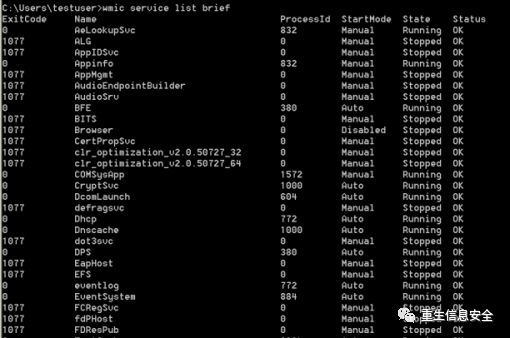 C:\Users\testuser>wmic service list brief
ExitCode Name ProcessId StartMode State Status
0 AeLookupSvc 832 Manual Running OK
1077 ALG 0 Manual Stopped OK
1077 AppIDSvc 0 Manual Stopped OK
0 Appinfo 832 Manual Running OK
1077 AppMgmt 0 Manual Stopped OK
1077 AudioEndpointBuilder 0 Manual Stopped OK
1077 AudioSrv 0 Manual Stopped OK
0 BFE 380 Auto Running OK
1077 BITS 0 Manual Stopped OK
1077 Browser 0 Disabled Stopped OK
1077 CertPropSvc 0 Manual Stopped OK
1077 clr_optimization_v2.0.50727_32 0 Manual Stopped OK
1077 clr_optimization_v2.0.50727_64 0 Manual Stopped OK
0 COMSysApp 1572 Manual Running OK
0 CryptSvc 1000 Auto Running OK
0 DcomLaunch 604 Auto Running OK
1077 defragsvc 0 Manual Stopped OK
0 Dhcp 772 Auto Running OK
0 Dnscache 1000 Auto Running OK
1077 dot3svc 0 Manual Stopped OK
0 DPS 380 Auto Running OK
1077 EapHost 0 Manual Stopped OK
1077 EFS 0 Manual Stopped OK
0 eventlog 772 Auto Running OK
0 EventSystem 884 Auto Running OK
1077 FCRegSvc 0 Manual Stopped OK
1077 fdPHost 0 Manual
1077 FDResPub 0 Manual Stopped OK
重生信息安全